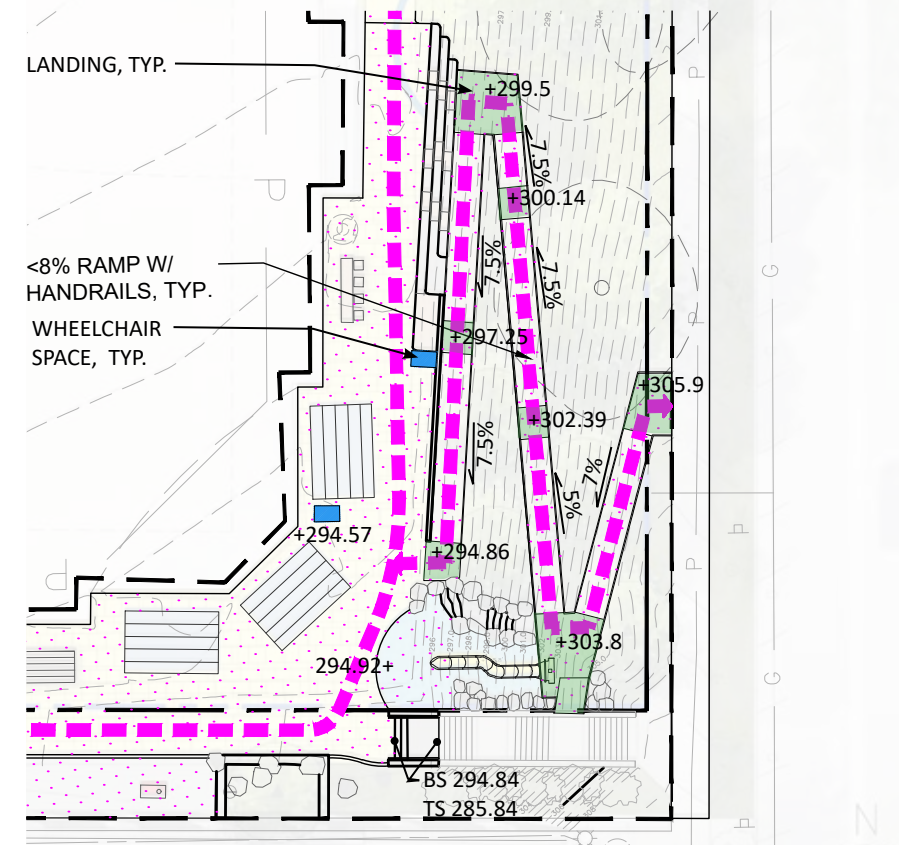 LANDING, TYP.
+299.5
7.5%
+300.14
<8% RAMP W/
HANDRAILS, TYP.
7.5%
7.5%
WHEELCHAIR
SPACE, TYP.
+297.25
+305.9
+302.39
7.5%
7%
5%
+294.57
+294.86
+303.8
294.92+
BS 294.84
TS 285.84
P
P
P
G
G
N